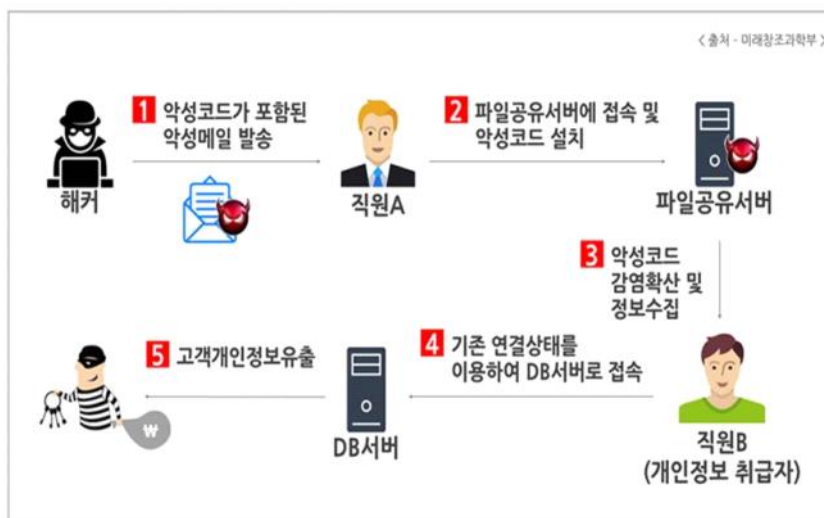 < 출처 - 미래창조과학부 >
1 악성코드가 포함된
악성메일 발송
2 파일공유서버에 접속 및
악성코드 설치
해커
직원A
파일공유서버
3 악성코드
감염확산 및
정보수집
5 고객개인정보유출
4 기존 연결상태를
이용하여 DB서버로 접속
₩
DB서버
직원B
(개인정보 취급자)